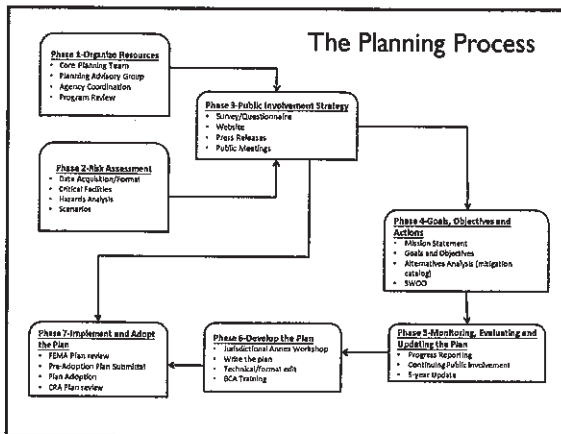 The Planning Process
Phase 1-Organize Resources
• Core Planning Team
• Planning Advisory Group
• Agency Coordination
• Program Review
Phase 2-Risk Assessment
• Data Acquisition/Format
• Critical Facilities
• Hazards Analysis
• Scenarios
Phase 3-Public Involvement Strategy
• Survey/Questionnaire
• Website
• Press Releases
• Public Meetings
Phase 4-Goals, Objectives and
Actions
• Mission Statement
• Goals and Objectives
• Alternatives Analysis (mitigation
catalog)
• SWOO
Phase 5-Monitoring, Evaluating and
Updating the Plan
• Progress Reporting
• Continuing Public Involvement
• 5-year Update
Phase 6-Develop the Plan
• Jurisdictional Annex Workshop
• Write the plan
• Technical/format edit
• BCA Training
Phase 7-Implement and Adopt
the Plan
• FEMA Plan review
• Pre-Adoption Plan Submittal
• Plan Adoption
• CRA Plan review